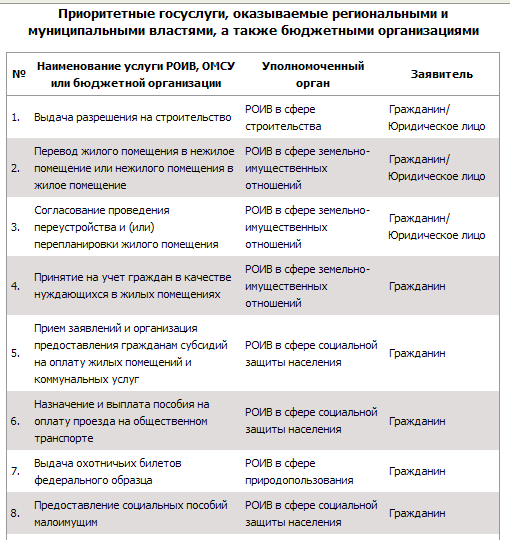 Приоритетные госуслуги, оказываемые региональными и
муниципальными властями, а также бюджетными организациями
№ Наименование услуги РОИВ, ОМСУ или бюджетной организации Уполномоченный орган Заявитель
1. Выдача разрешения на строительство РОИВ в сфере строительства Гражданин/ Юридическое лицо
2. Перевод жилого помещения в нежилое помещение или нежилого помещения в жилое помещение РОИВ в сфере земельно-имущественных отношений Гражданин/ Юридическое лицо
3. Согласование проведения переустройства и (или) перепланировки жилого помещения РОИВ в сфере земельно-имущественных отношений Гражданин/ Юридическое лицо
4. Принятие на учет граждан в качестве нуждающихся в жилых помещениях РОИВ в сфере земельно-имущественных отношений Гражданин
5. Прием заявлений и организация предоставления гражданам субсидий на оплату жилых помещений и коммунальных услуг РОИВ в сфере социальной защиты населения Гражданин
6. Назначение и выплата пособия на оплату проезда на общественном транспорте РОИВ в сфере социальной защиты населения Гражданин
7. Выдача охотничьих билетов федерального образца РОИВ в сфере природопользования Гражданин
8. Предоставление социальных пособий малоимущим РОИВ в сфере социальной защиты населения Гражданин